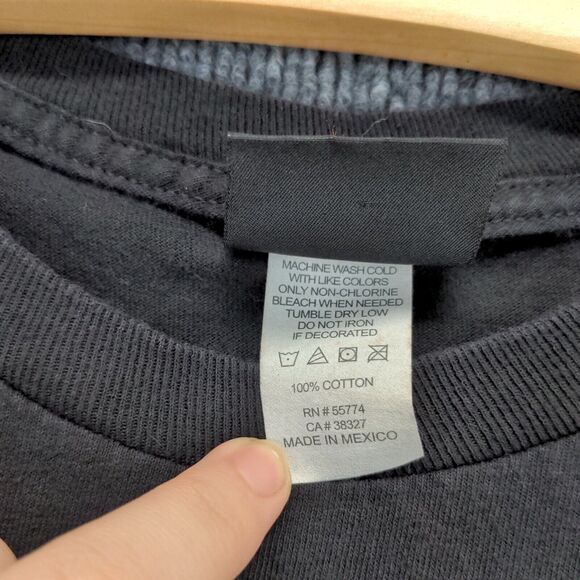 MACHINE WASH COLD
WITH LIKE COLORS
ONLY NON-CHLORINE
BLEACH WHEN NEEDED
TUMBLE DRY LOW
DO NOT IRON
IF DECORATED
100% COTTON
RN # 55774
CA # 38327
MADE IN MEXICO